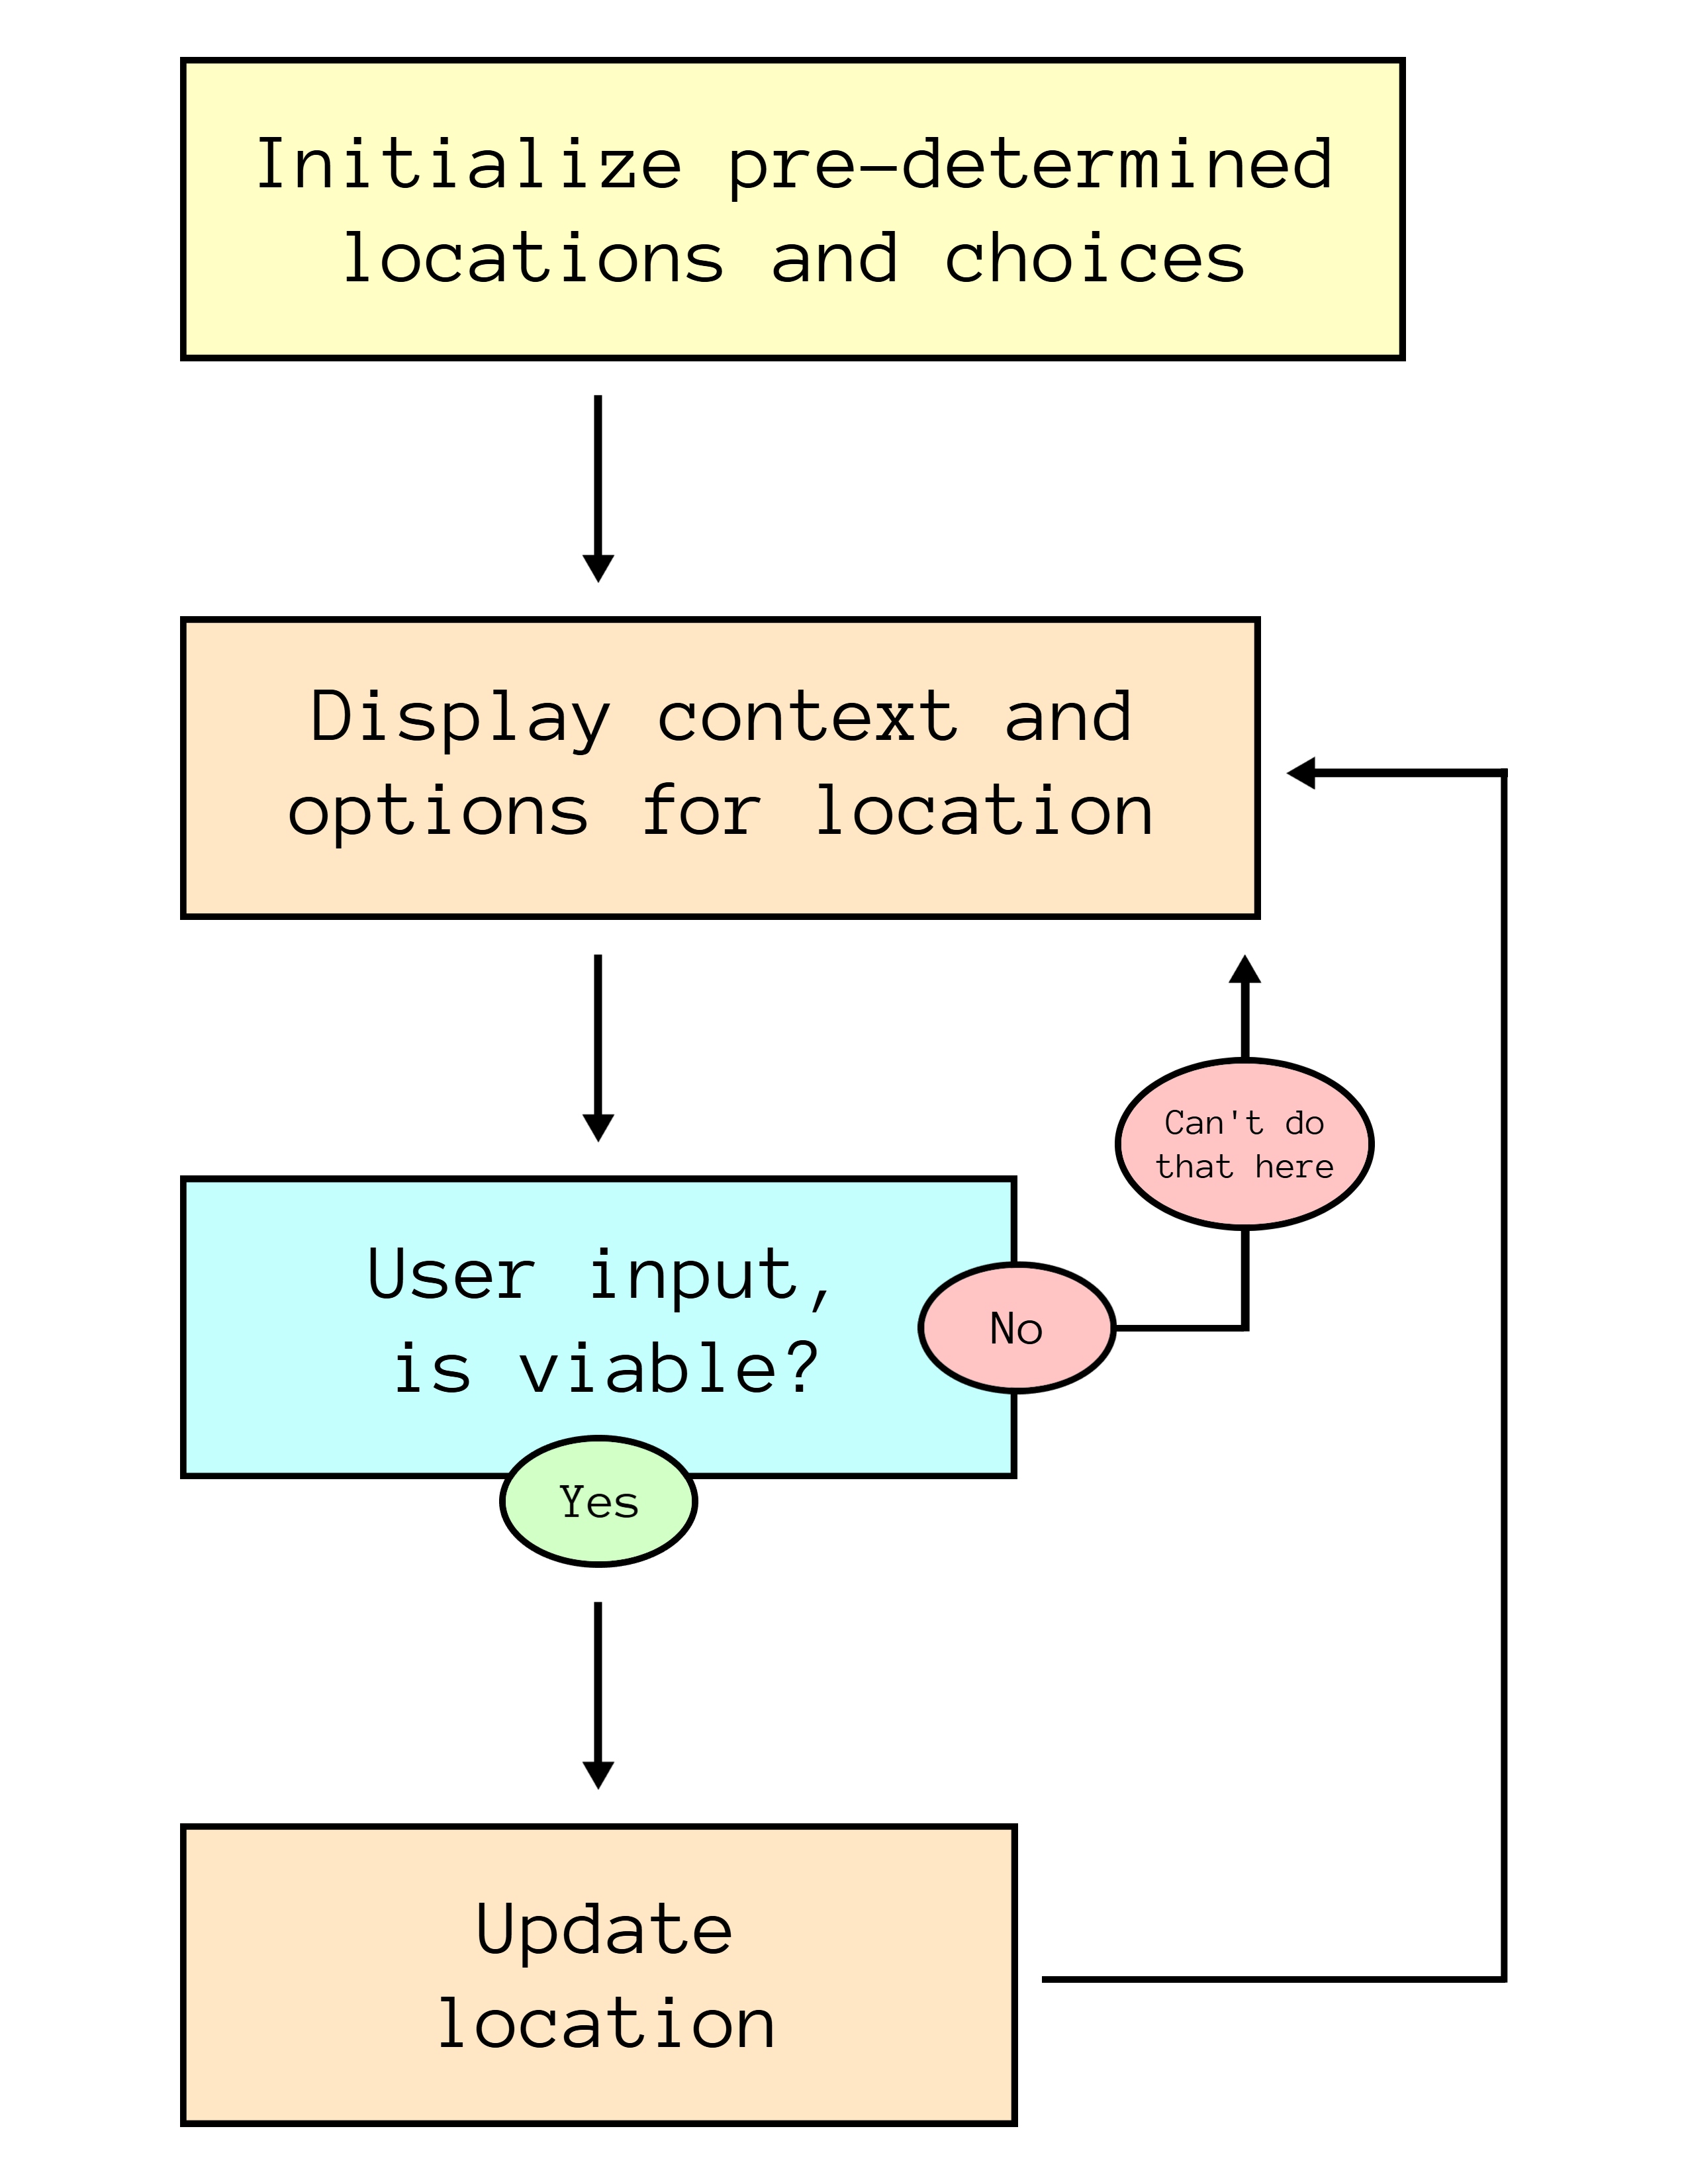 Initialize pre-determined
locations and choices
Display context and
options for location
Can't do
that here
User input,
is viable?
No
Yes
Update
location